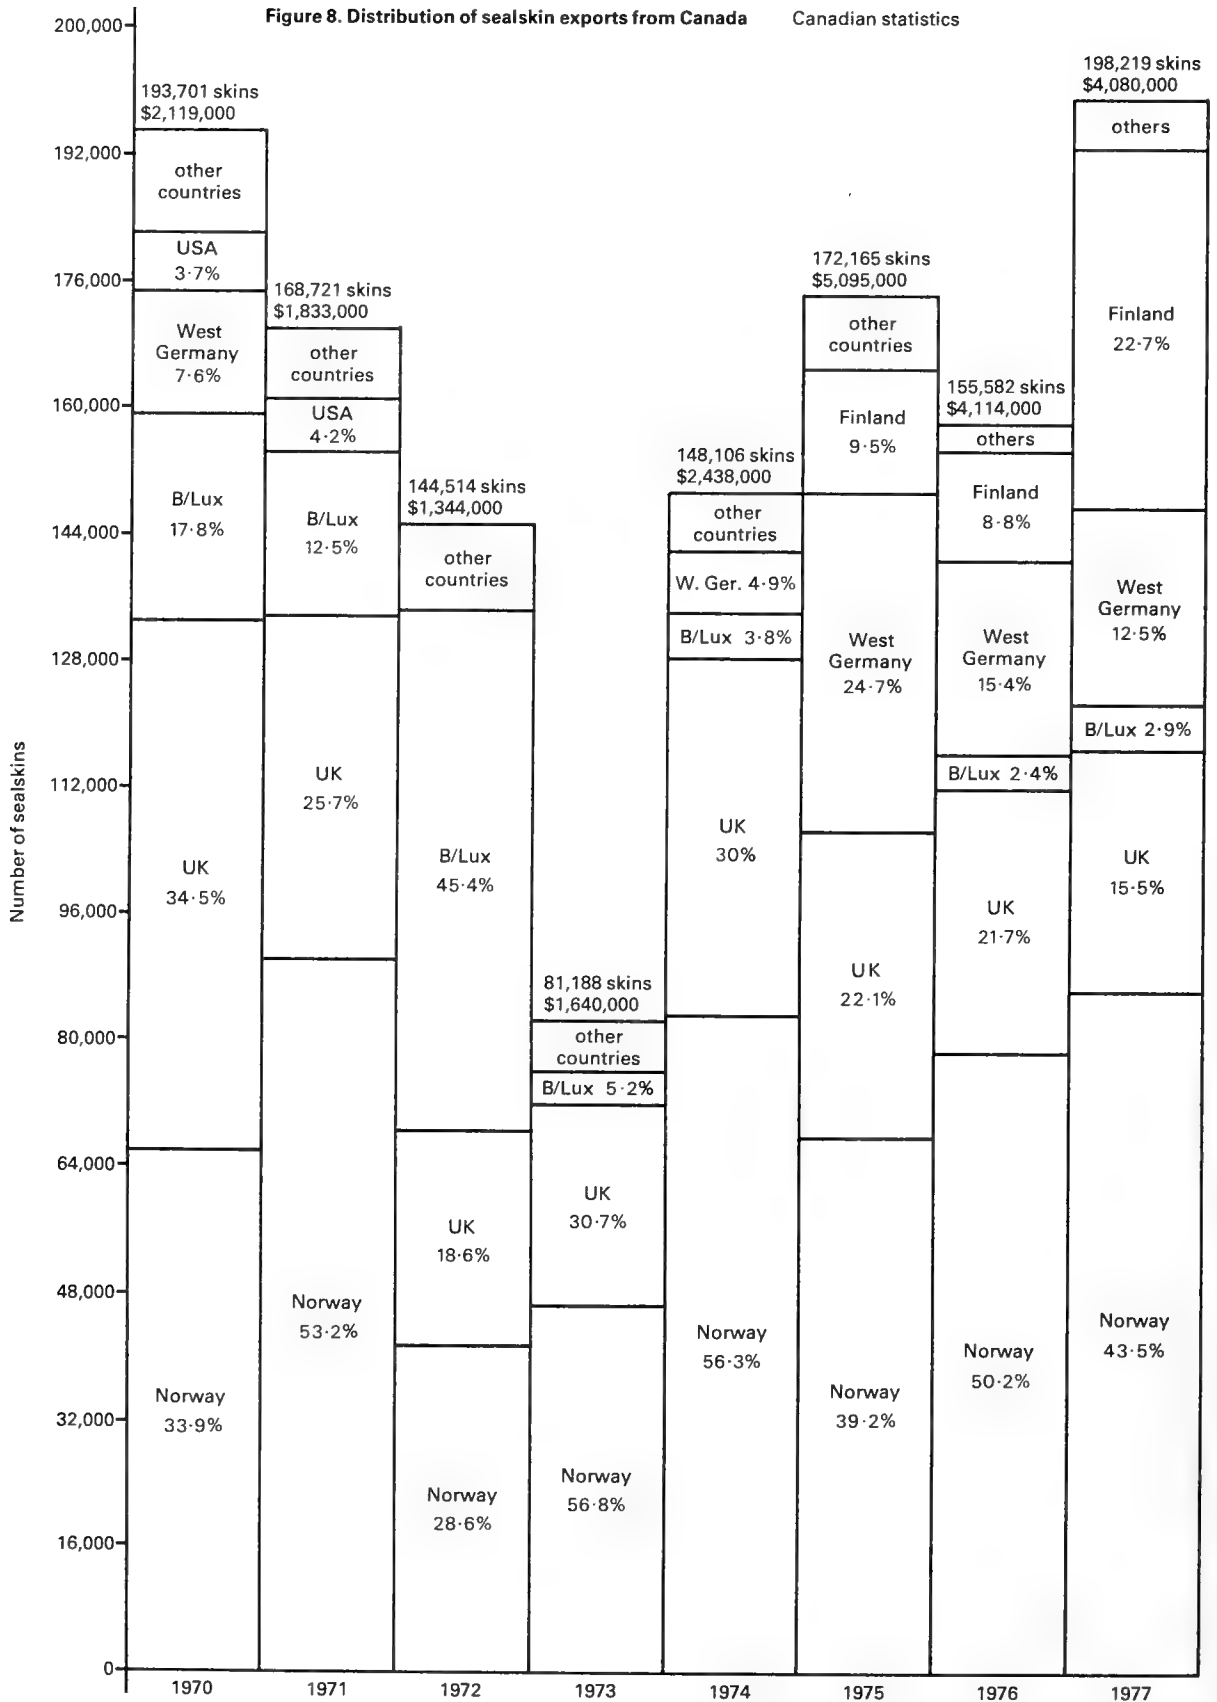 Figure 8. Distribution of sealskin exports from Canada Canadian statistics
Number of sealskins
200,000
192,000
176,000
160,000
144,000
128,000
112,000
96,000
80,000
64,000
48,000
32,000
16,000
0
193,701 skins
$2,119,000
other
countries
USA
3·7%
West
Germany
7·6%
B/Lux
17·8%
UK
34·5%
Norway
33·9%
1970
168,721 skins
$1,833,000
other
countries
USA
4·2%
B/Lux
12·5%
UK
25·7%
Norway
53·2%
1971
144,514 skins
$1,344,000
other
countries
B/Lux
45·4%
UK
18·6%
Norway
28·6%
1972
81,188 skins
$1,640,000
other
countries
B/Lux 5·2%
UK
30·7%
Norway
56·8%
1973
148,106 skins
$2,438,000
other
countries
W. Ger. 4·9%
B/Lux 3·8%
UK
30%
Norway
56·3%
1974
172,165 skins
$5,095,000
other
countries
Finland
9·5%
West
Germany
24·7%
UK
22·1%
Norway
39·2%
1975
155,582 skins
$4,114,000
others
Finland
8·8%
West
Germany
15·4%
B/Lux 2·4%
UK
21·7%
Norway
50·2%
1976
198,219 skins
$4,080,000
others
Finland
22·7%
West
Germany
12·5%
B/Lux 2·9%
UK
15·5%
Norway
43·5%
1977